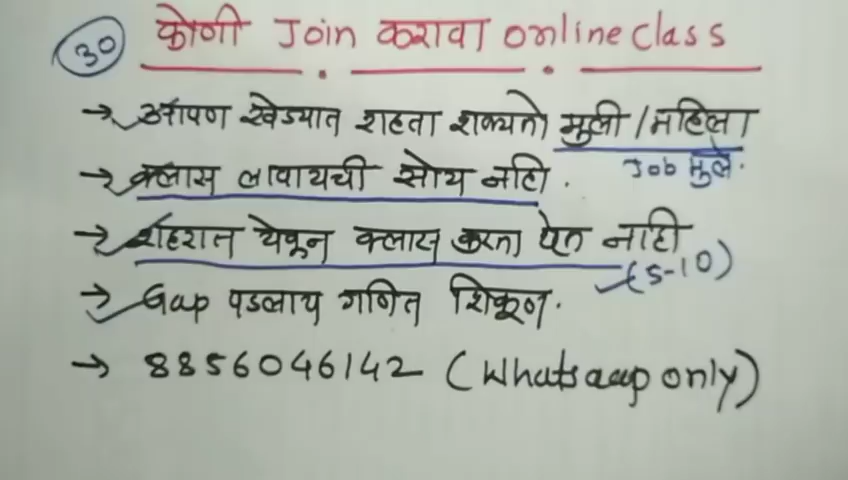 30
कोणी Join करावा online class
→ आपण खेड्यात राहता शक्यतो मुली/महिला
Job मुले.
→ क्लास लावायची सोय नाही.
→ शहरात येऊन क्लास करता येत नाही
(5-10)
→ Gap पडलाय गणित शिकून.
→ 8856046142 (Whatsaap only)